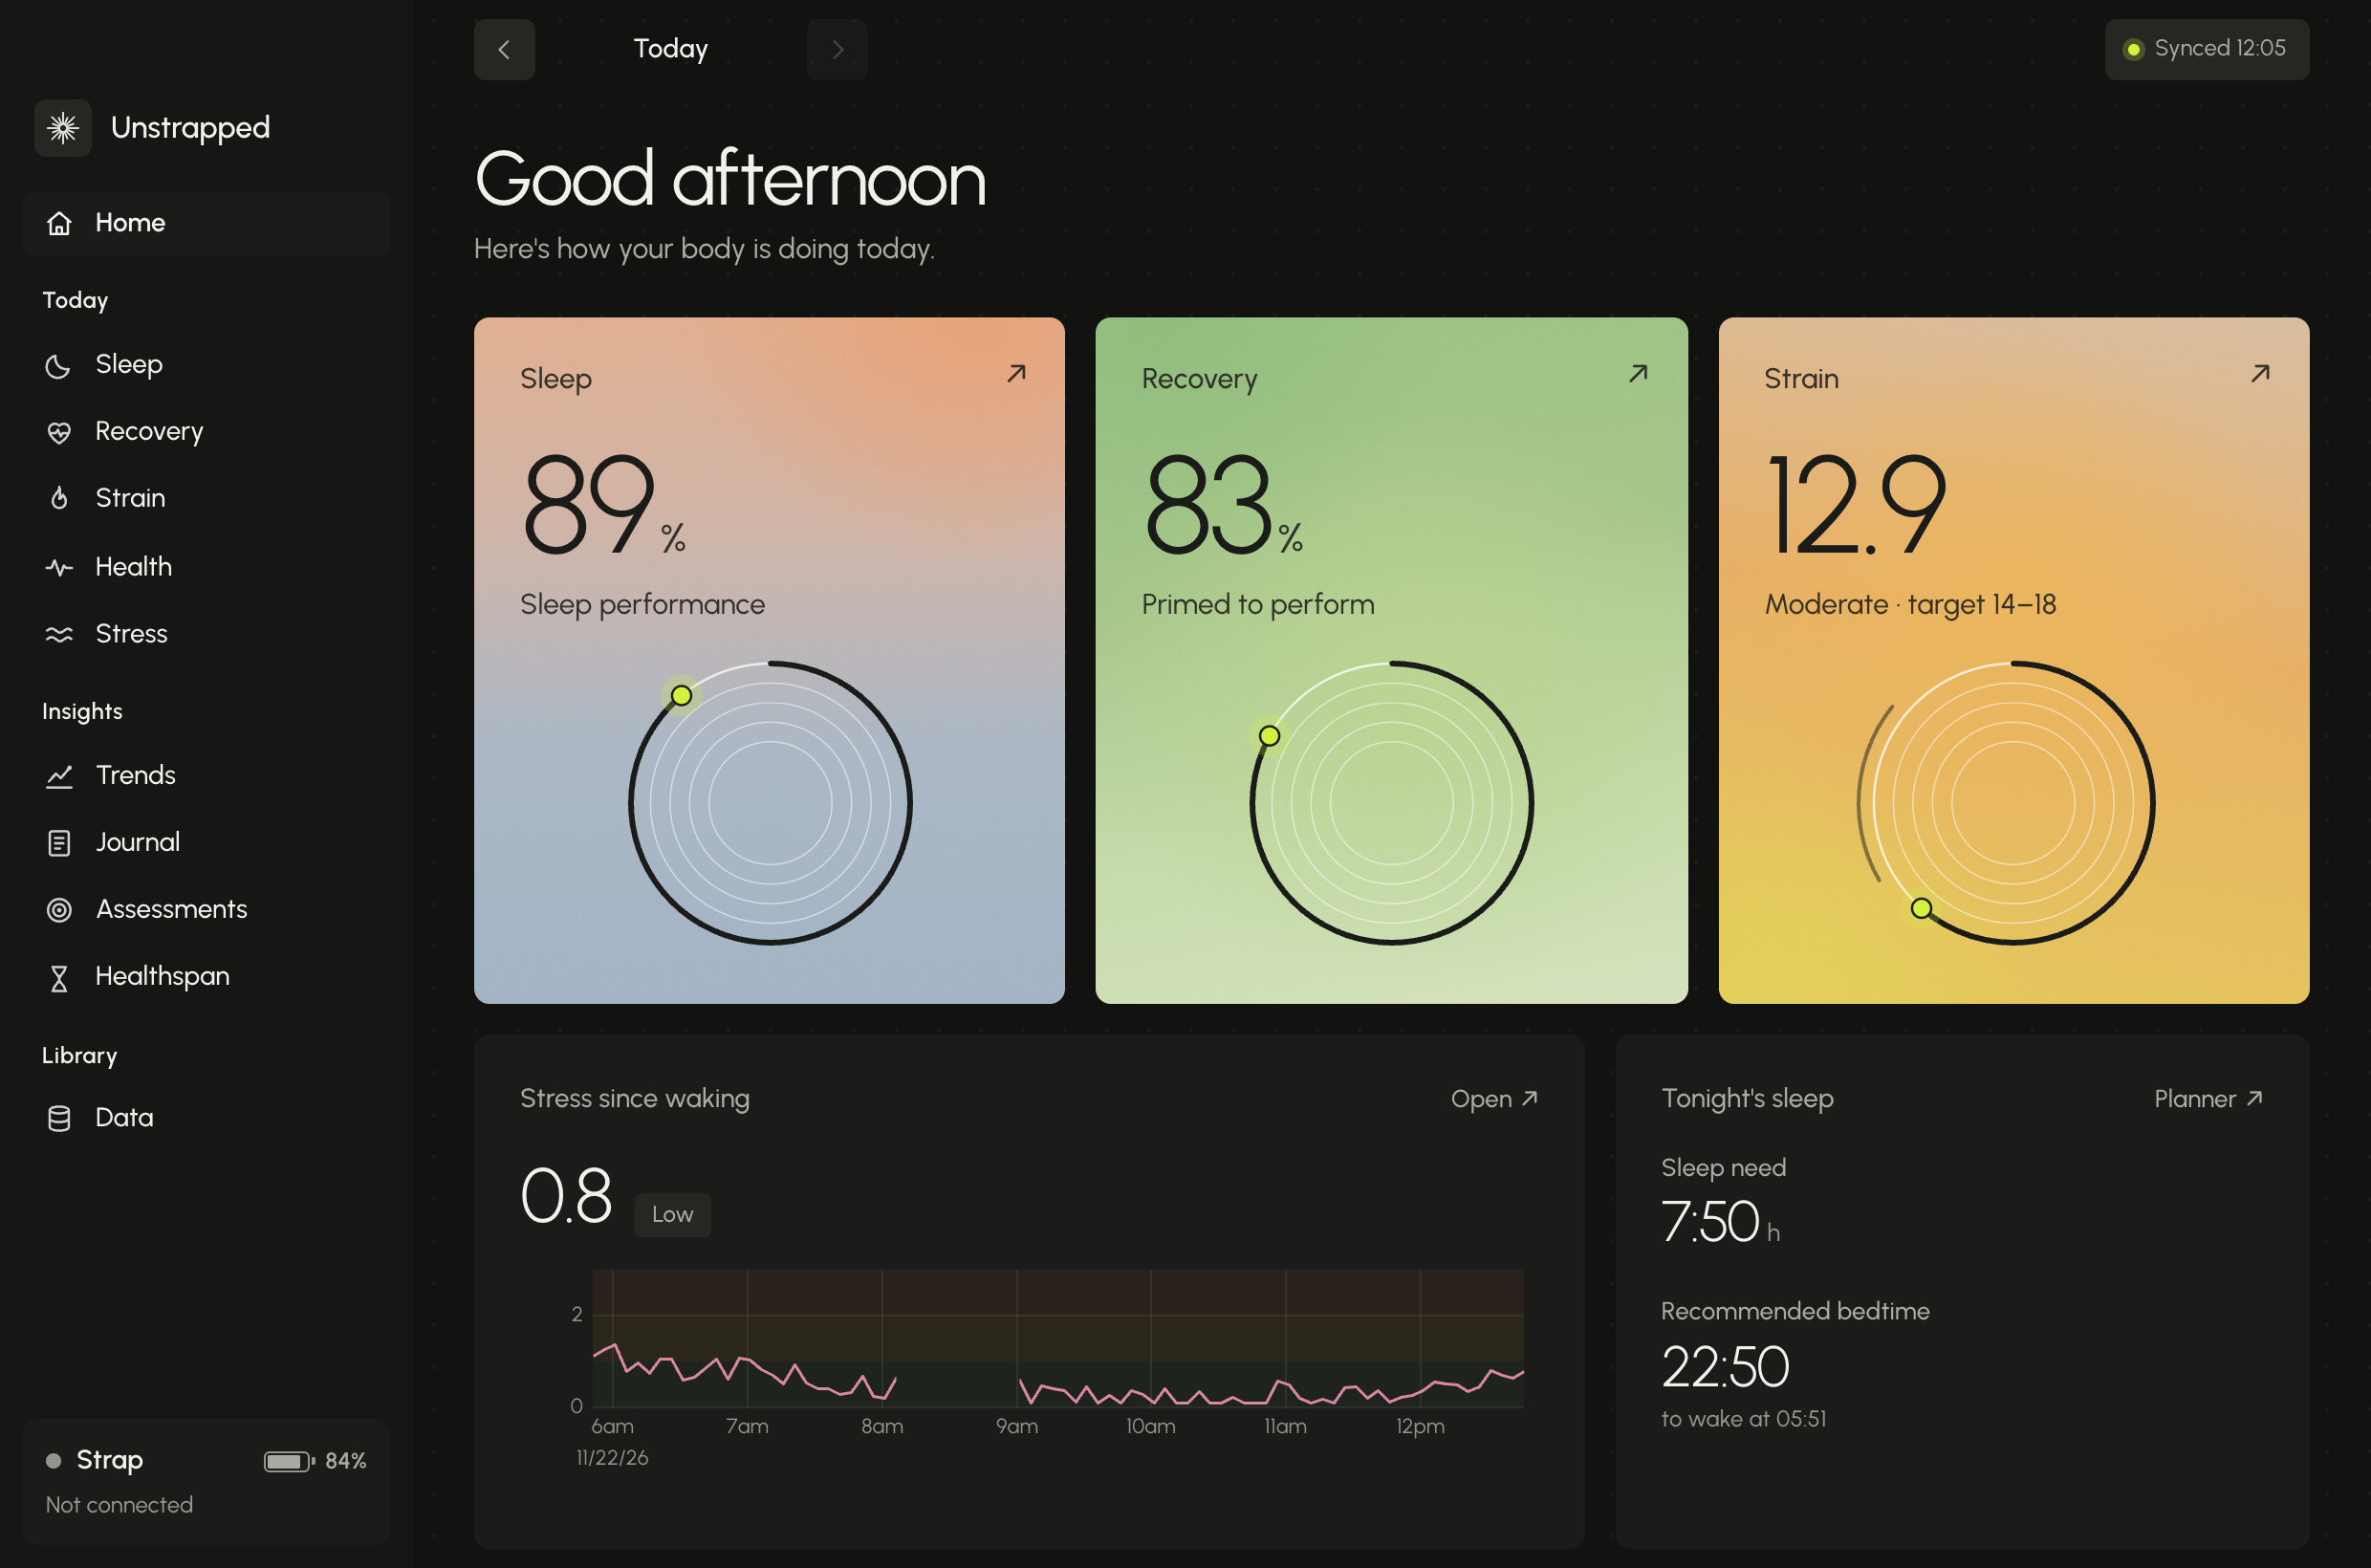 Unstrapped
Home
Today
Sleep
Recovery
Strain
Health
Stress
Insights
Trends
Journal
Assessments
Healthspan
Library
Data
Strap 84%
Not connected
Today
Synced 12:05
Good afternoon
Here's how your body is doing today.
Sleep
89%
Sleep performance
Recovery
83%
Primed to perform
Strain
12.9
Moderate · target 14–18
Stress since waking
Open
0.8 Low
2
0
6am 7am 8am 9am 10am 11am 12pm
11/22/26
Tonight's sleep
Planner
Sleep need
7:50 h
Recommended bedtime
22:50
to wake at 05:51